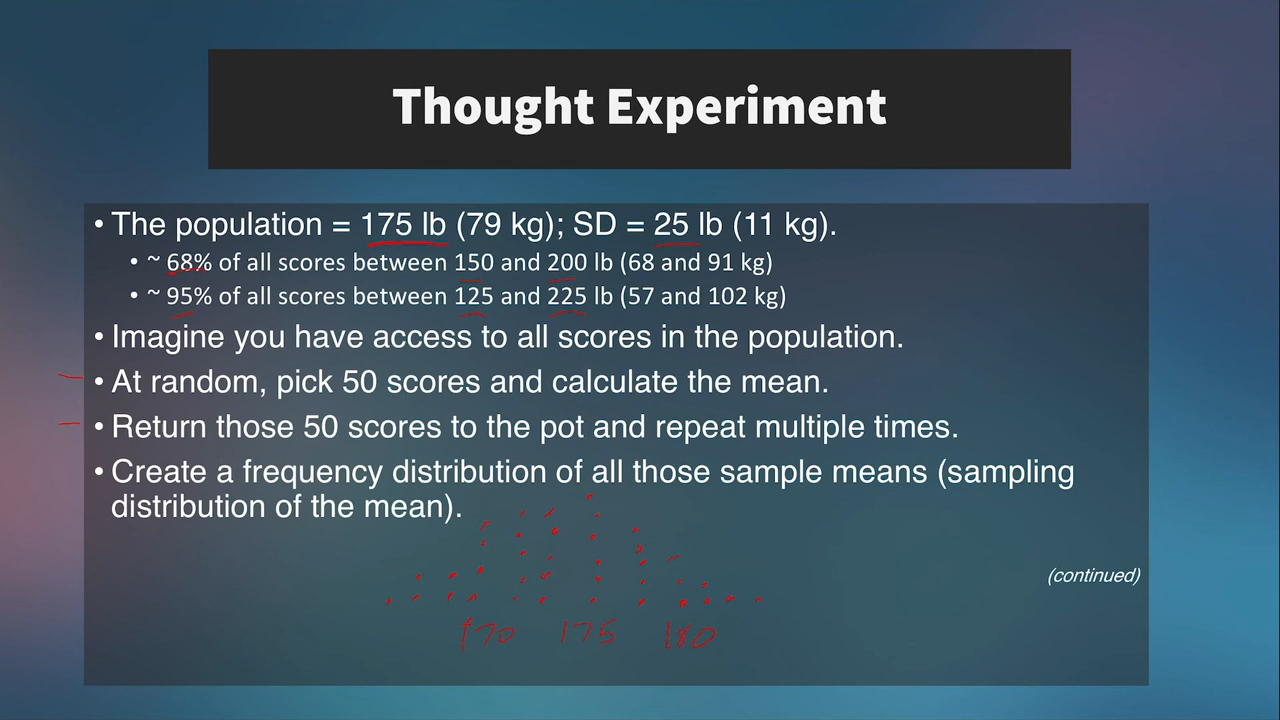 Thought Experiment
• The population = 175 lb (79 kg); SD = 25 lb (11 kg).
• ~ 68% of all scores between 150 and 200 lb (68 and 91 kg)
• ~ 95% of all scores between 125 and 225 lb (57 and 102 kg)
• Imagine you have access to all scores in the population.
• At random, pick 50 scores and calculate the mean.
• Return those 50 scores to the pot and repeat multiple times.
• Create a frequency distribution of all those sample means (sampling
distribution of the mean).
(continued)
170 175 180